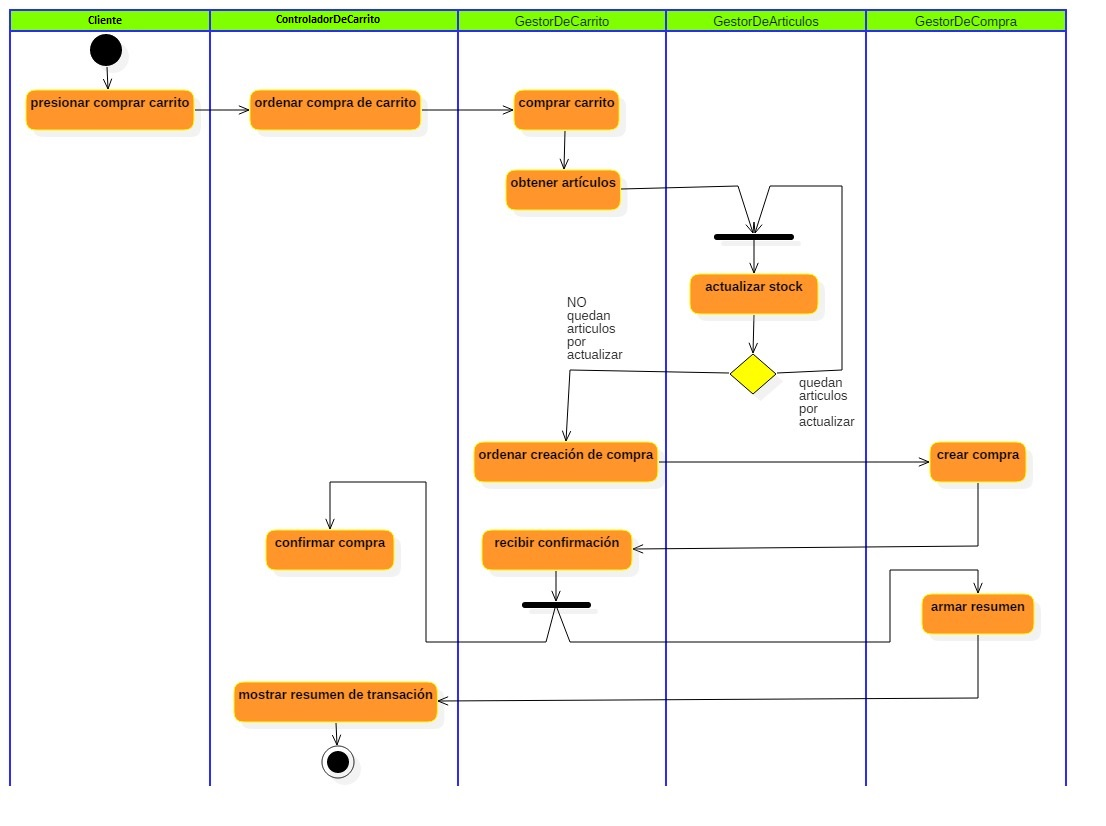 Cliente
ControladorDeCarrito
GestorDeCarrito
GestorDeArticulos
GestorDeCompra
presionar comprar carrito
ordenar compra de carrito
comprar carrito
obtener artículos
actualizar stock
NO
quedan
articulos
por
actualizar
quedan
articulos
por
actualizar
ordenar creación de compra
crear compra
confirmar compra
recibir confirmación
armar resumen
mostrar resumen de transación